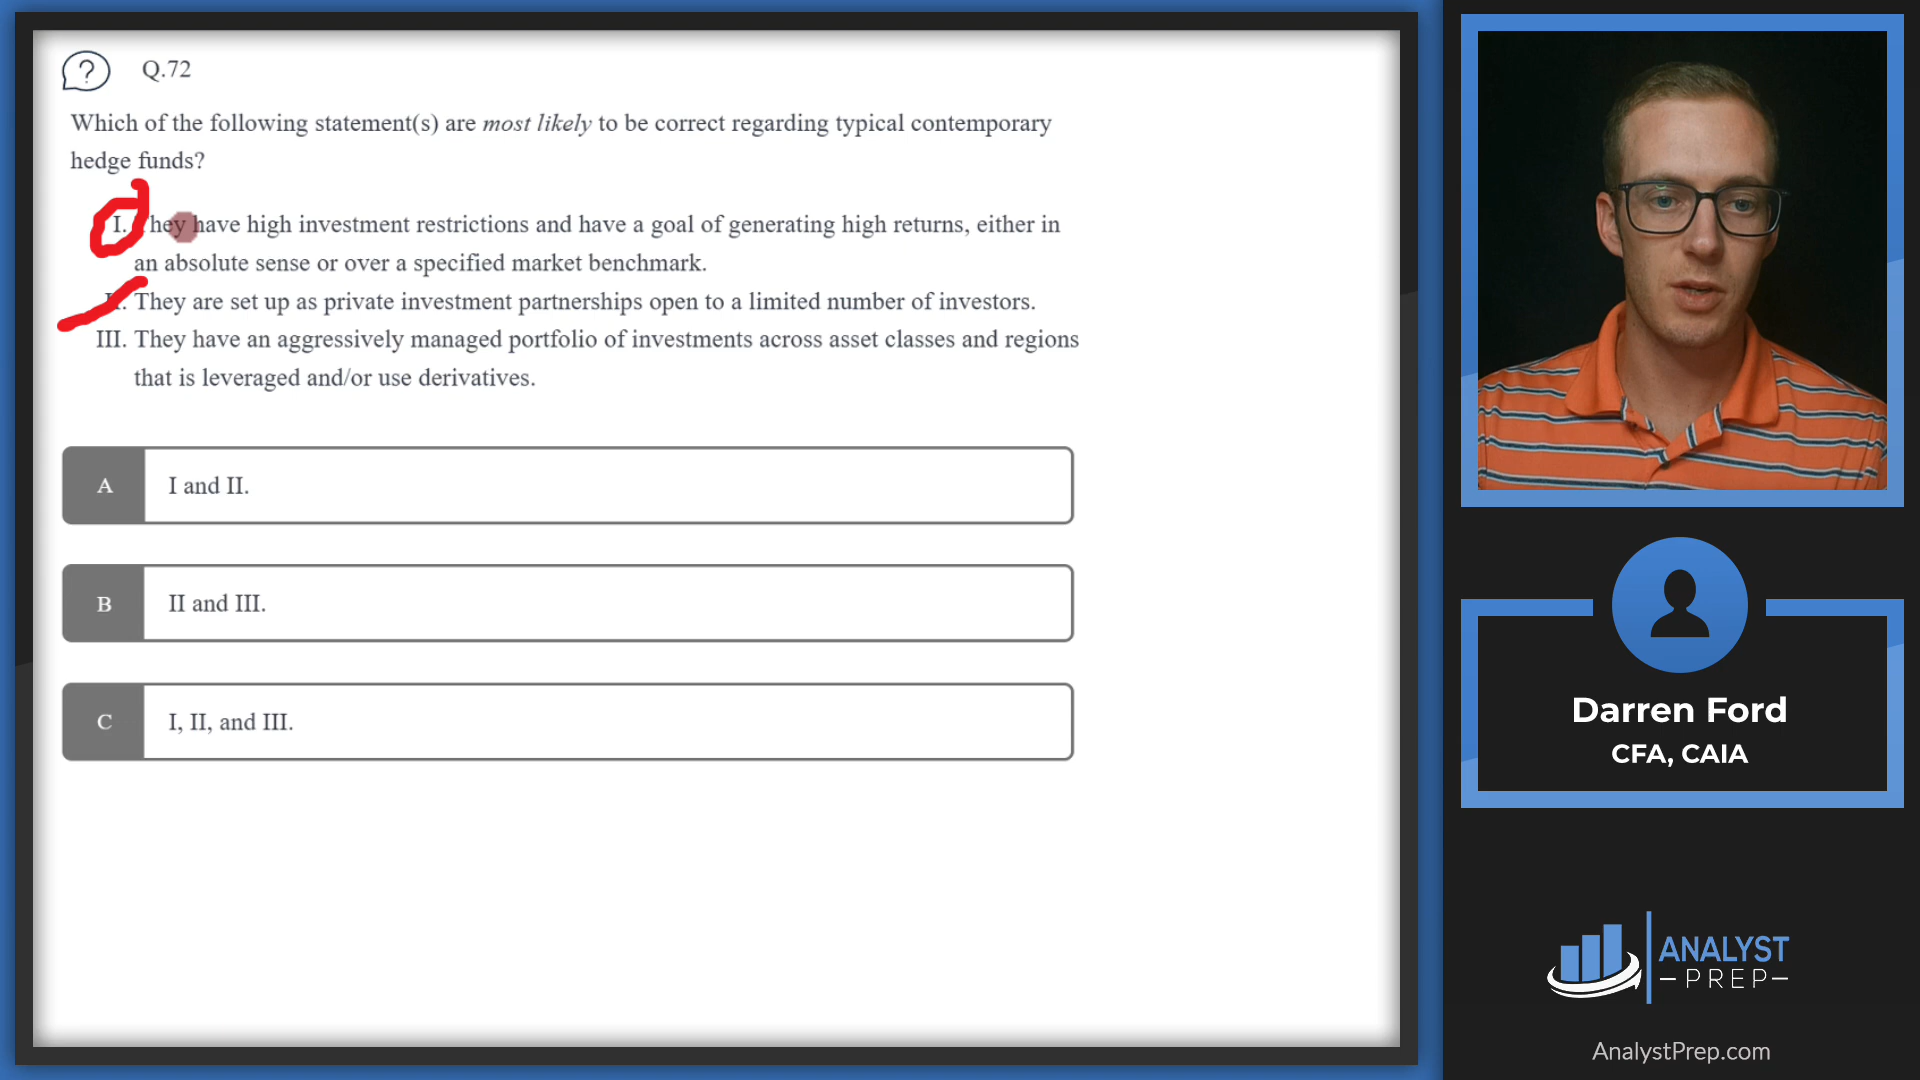 Q.72
Which of the following statement(s) are most likely to be correct regarding typical contemporary
hedge funds?
I. They have high investment restrictions and have a goal of generating high returns, either in
an absolute sense or over a specified market benchmark.
II. They are set up as private investment partnerships open to a limited number of investors.
III. They have an aggressively managed portfolio of investments across asset classes and regions
that is leveraged and/or use derivatives.
A I and II.
B II and III.
C I, II, and III.
Darren Ford
CFA, CAIA
ANALYST
PREP
AnalystPrep.com